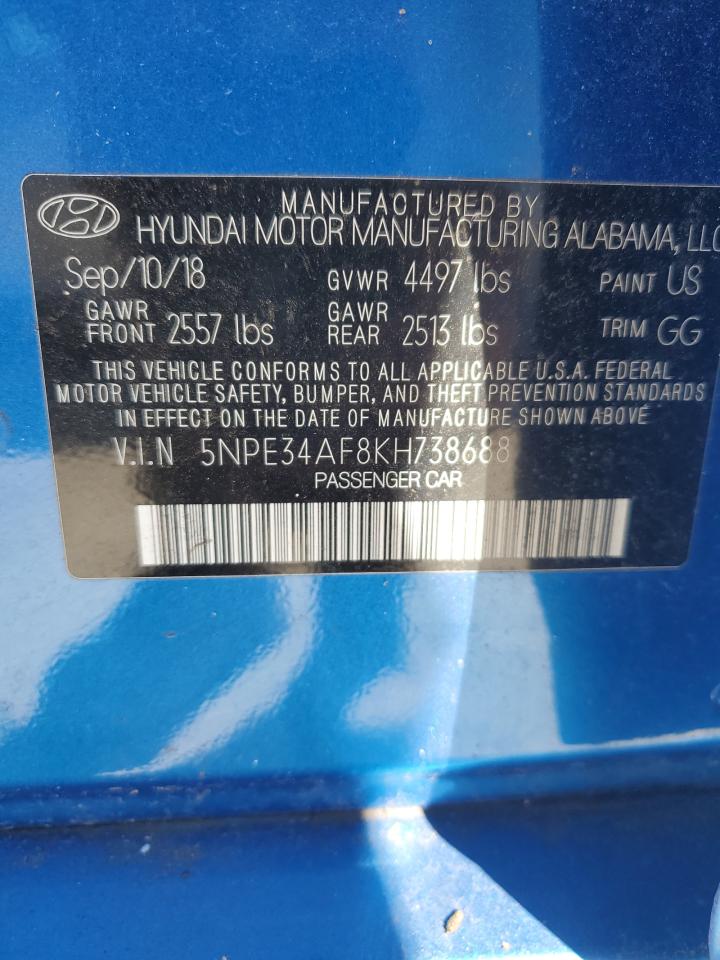 MANUFACTURED BY
HYUNDAI MOTOR MANUFACTURING ALABAMA, LLC
Sep/10/18 GVWR 4497 lbs PAINT US
GAWR FRONT 2557 lbs GAWR REAR 2513 lbs TRIM GG
THIS VEHICLE CONFORMS TO ALL APPLICABLE U.S.A. FEDERAL
MOTOR VEHICLE SAFETY, BUMPER, AND THEFT PREVENTION STANDARDS
IN EFFECT ON THE DATE OF MANUFACTURE SHOWN ABOVE
V.I.N 5NPE34AF8KH738688
PASSENGER CAR